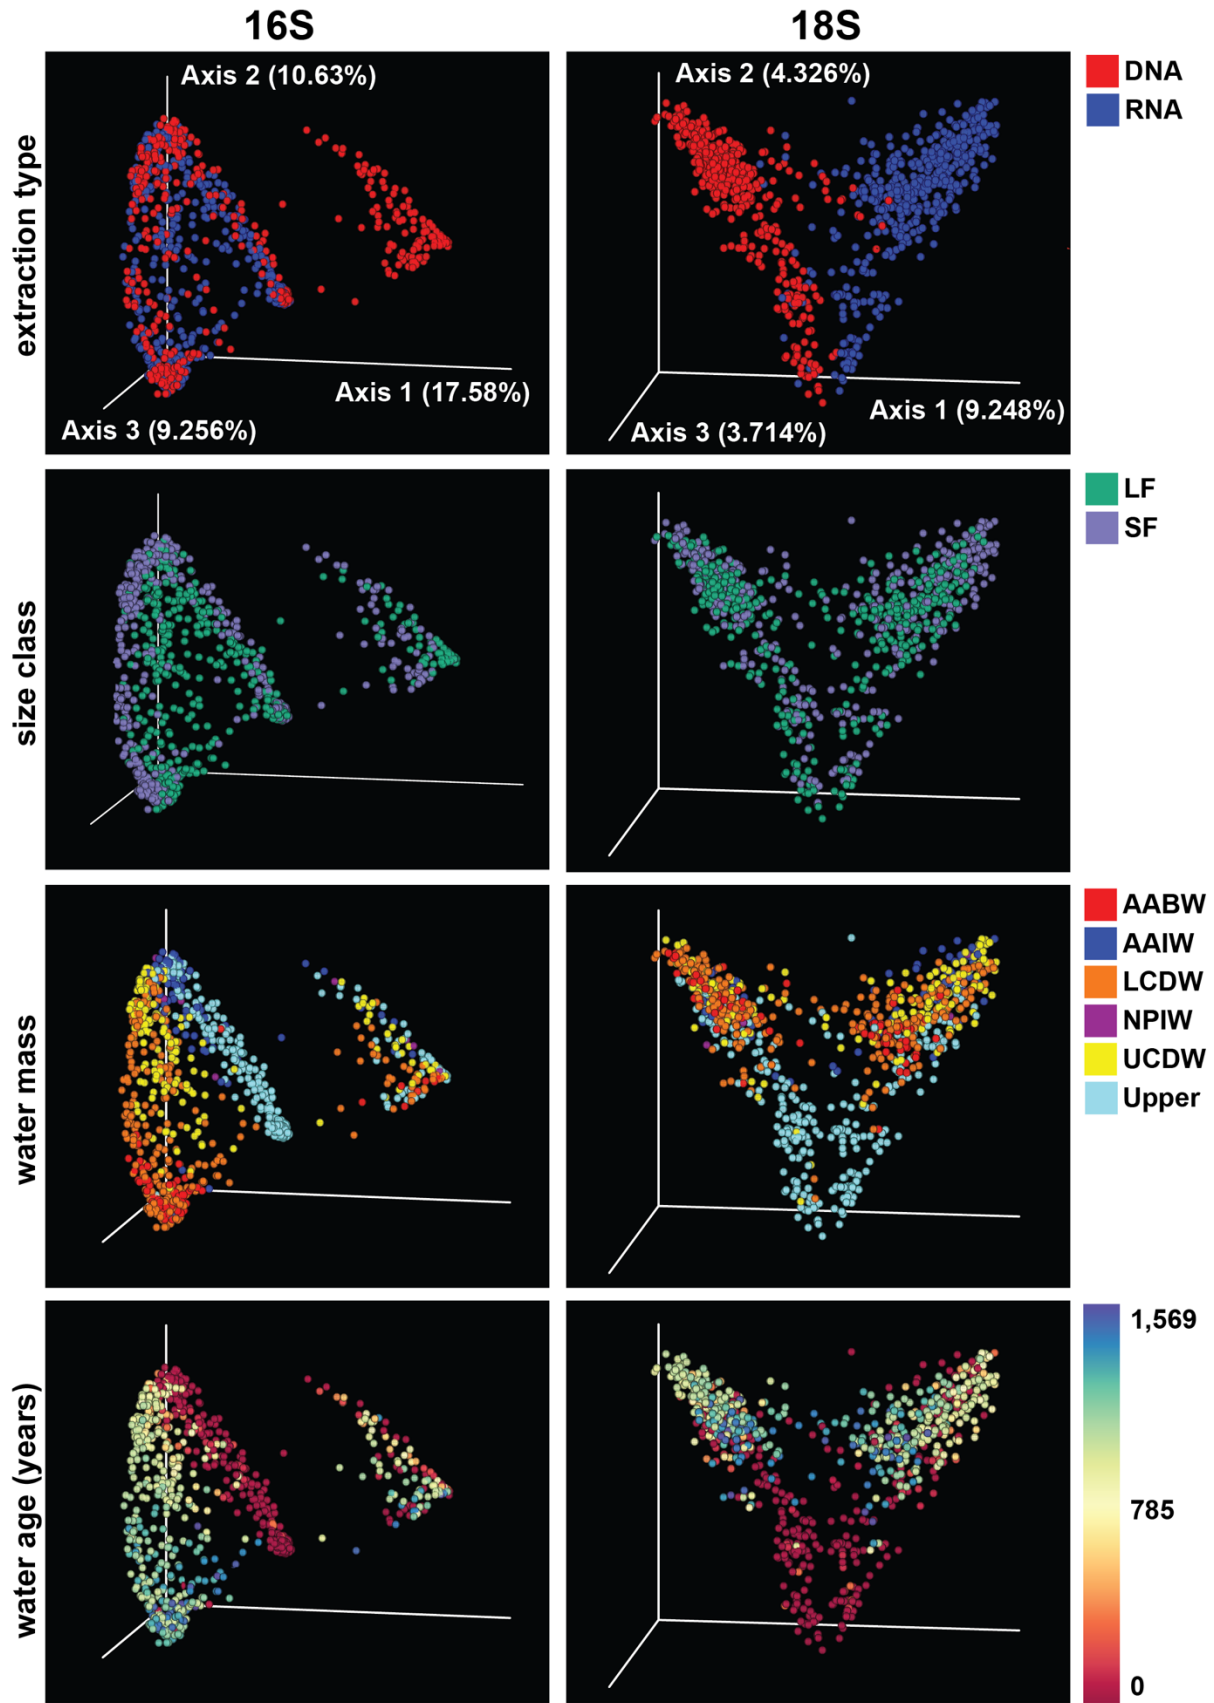 16S
18S
extraction type
Axis 2 (10.63%)
Axis 1 (17.58%)
Axis 3 (9.256%)
Axis 2 (4.326%)
Axis 1 (9.248%)
Axis 3 (3.714%)
DNA
RNA
size class
LF
SF
water mass
AABW
AAIW
LCDW
NPIW
UCDW
Upper
water age (years)
1,569
785
0